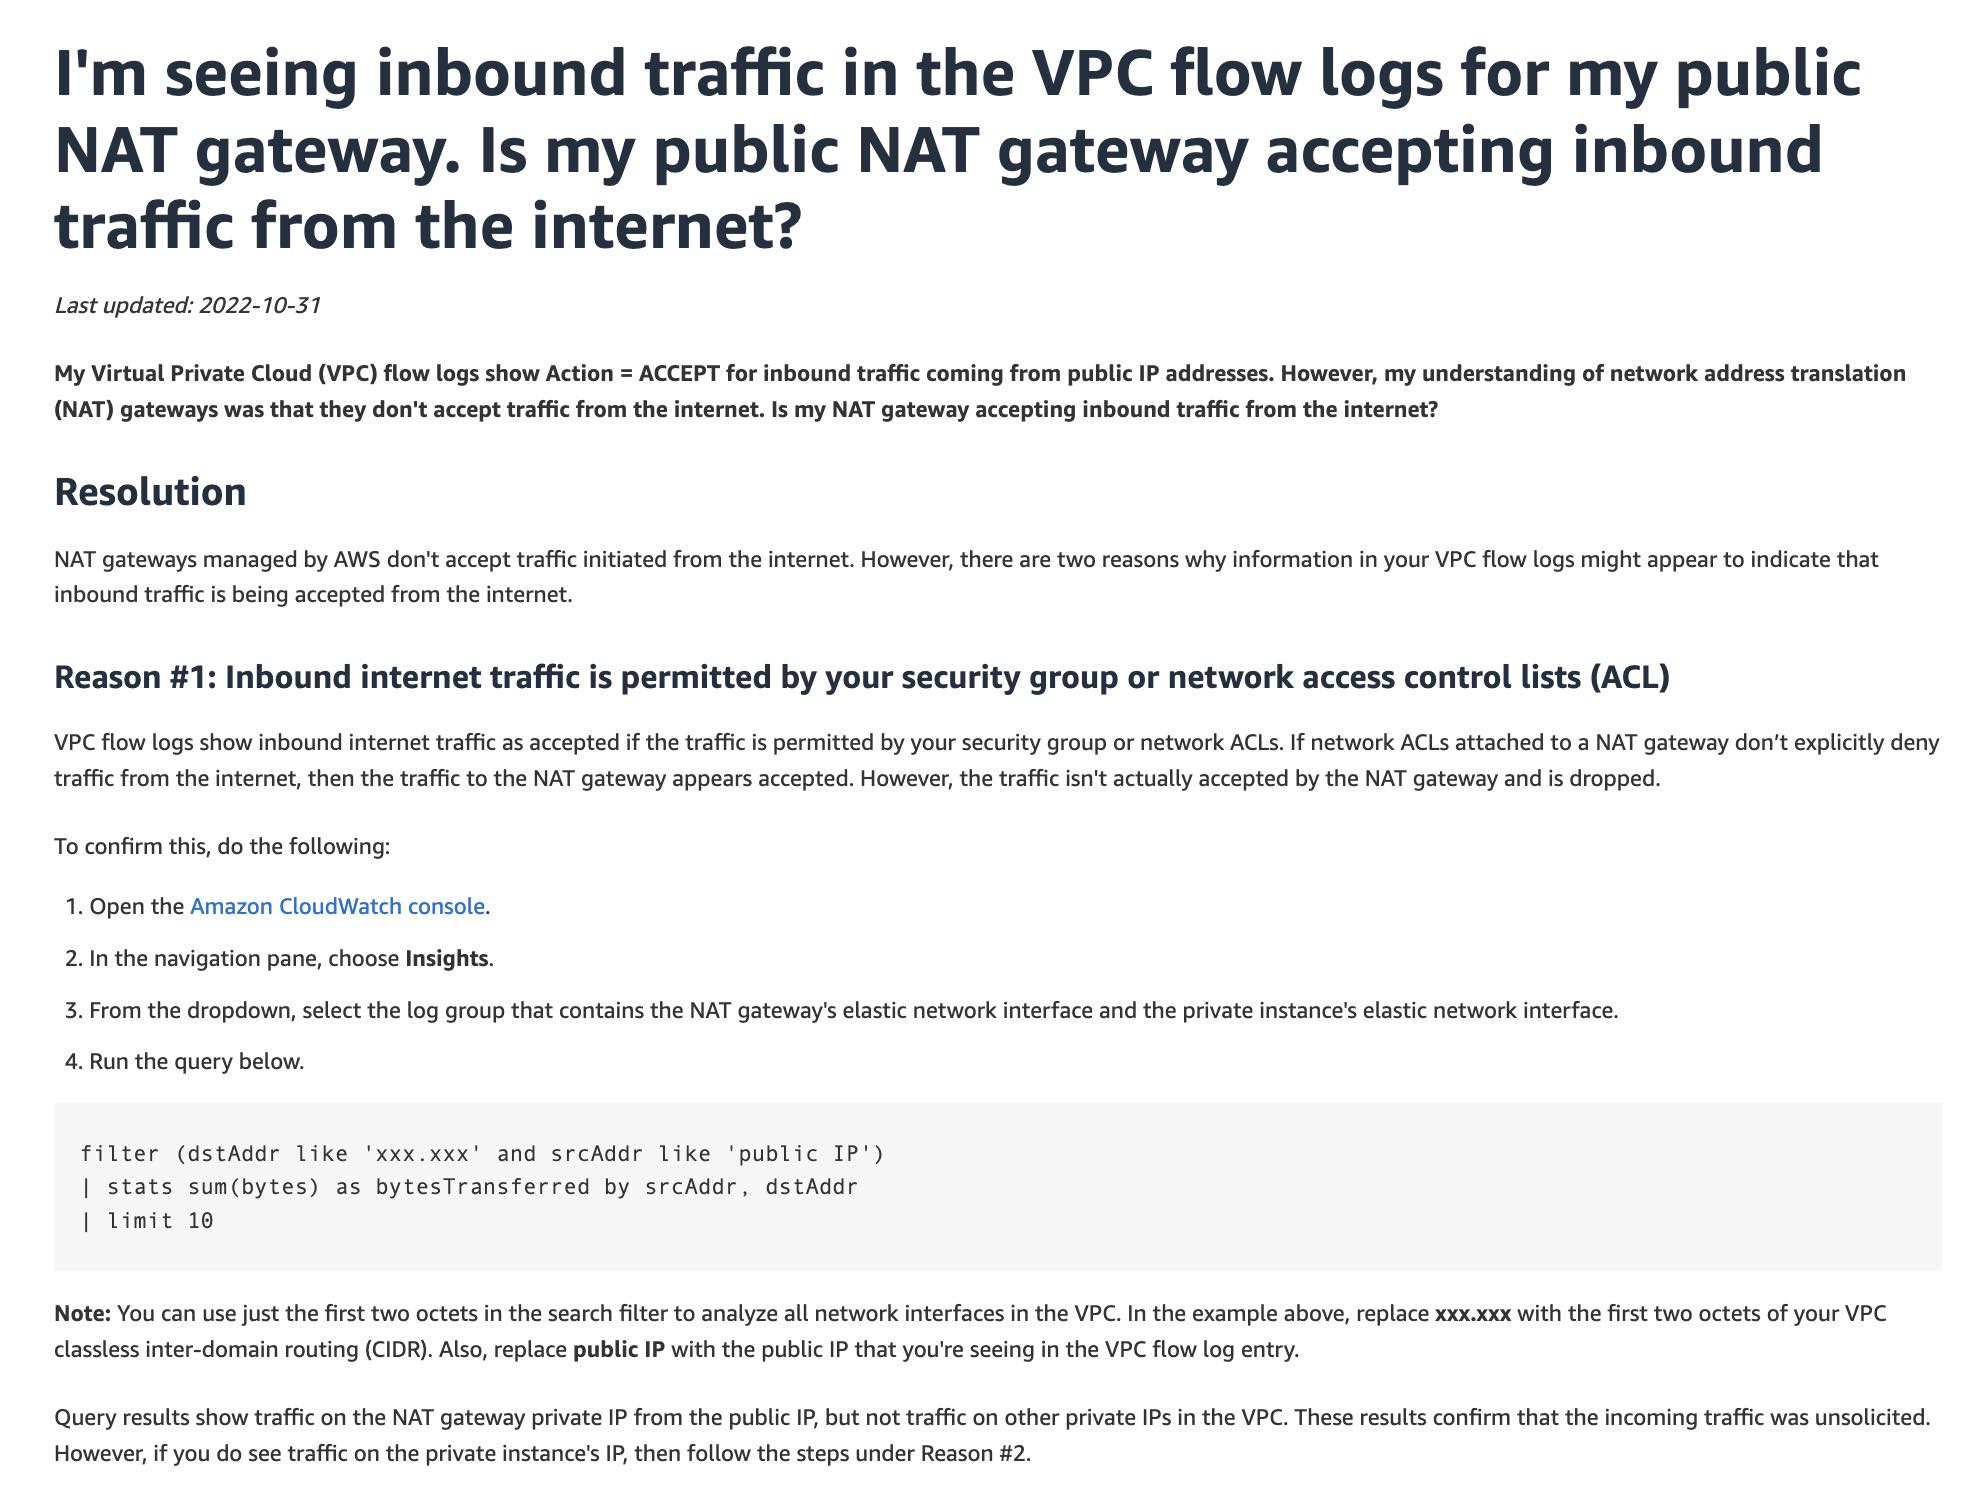 I'm seeing inbound traffic in the VPC flow logs for my public
NAT gateway. Is my public NAT gateway accepting inbound
traffic from the internet?
Last updated: 2022-10-31
My Virtual Private Cloud (VPC) flow logs show Action = ACCEPT for inbound traffic coming from public IP addresses. However, my understanding of network address translation
(NAT) gateways was that they don't accept traffic from the internet. Is my NAT gateway accepting inbound traffic from the internet?
Resolution
NAT gateways managed by AWS don't accept traffic initiated from the internet. However, there are two reasons why information in your VPC flow logs might appear to indicate that
inbound traffic is being accepted from the internet.
Reason #1: Inbound internet traffic is permitted by your security group or network access control lists (ACL)
VPC flow logs show inbound internet traffic as accepted if the traffic is permitted by your security group or network ACLs. If network ACLs attached to a NAT gateway don’t explicitly deny
traffic from the internet, then the traffic to the NAT gateway appears accepted. However, the traffic isn't actually accepted by the NAT gateway and is dropped.
To confirm this, do the following:
1. Open the Amazon CloudWatch console.
2. In the navigation pane, choose Insights.
3. From the dropdown, select the log group that contains the NAT gateway's elastic network interface and the private instance's elastic network interface.
4. Run the query below.
filter (dstAddr like 'xxx.xxx' and srcAddr like 'public IP')
| stats sum(bytes) as bytesTransferred by srcAddr, dstAddr
| limit 10
Note: You can use just the first two octets in the search filter to analyze all network interfaces in the VPC. In the example above, replace xxx.xxx with the first two octets of your VPC
classless inter-domain routing (CIDR). Also, replace public IP with the public IP that you're seeing in the VPC flow log entry.
Query results show traffic on the NAT gateway private IP from the public IP, but not traffic on other private IPs in the VPC. These results confirm that the incoming traffic was unsolicited.
However, if you do see traffic on the private instance's IP, then follow the steps under Reason #2.